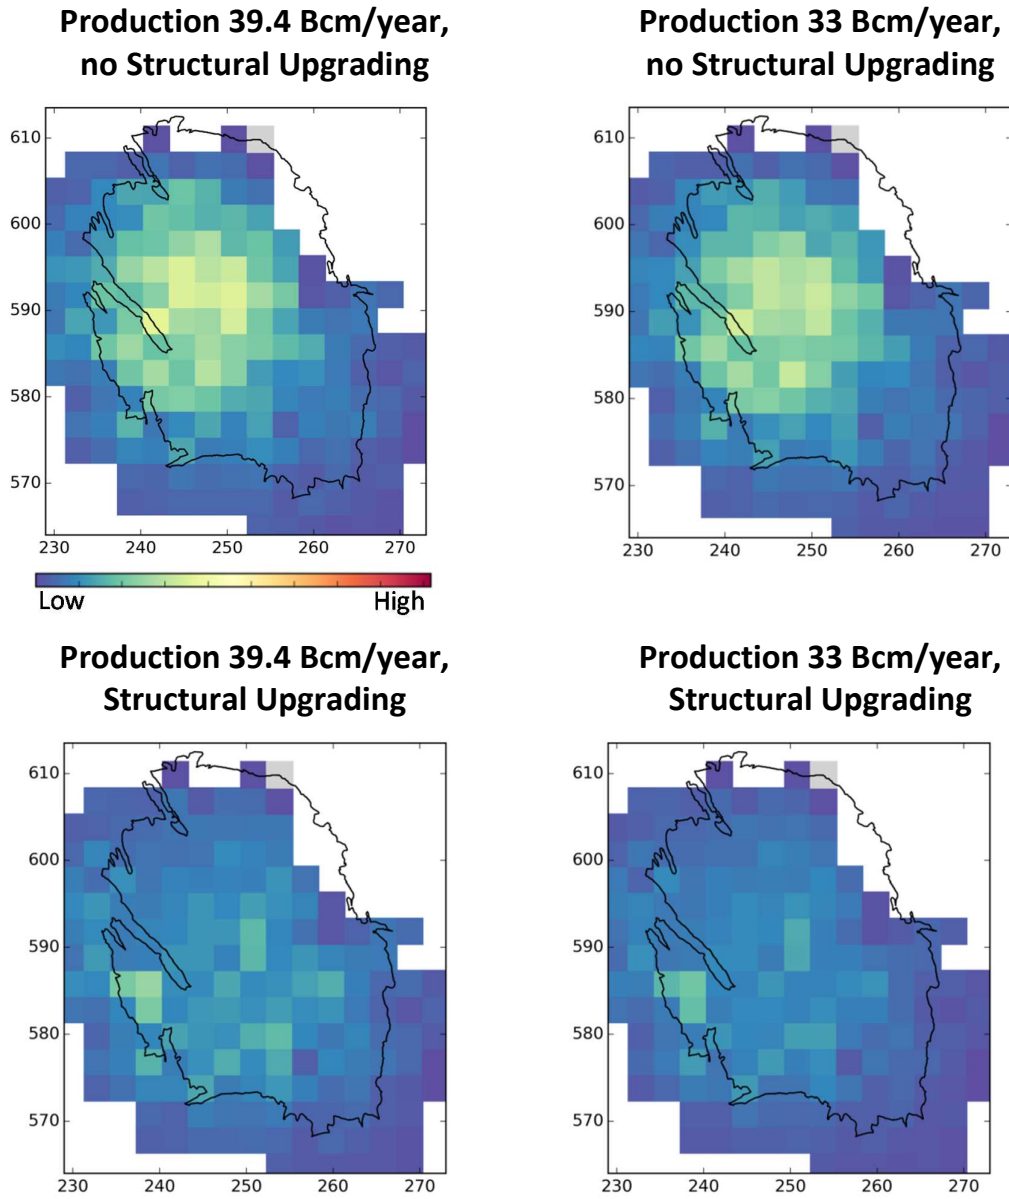 Production 39.4 Bcm/year,
no Structural Upgrading
Production 33 Bcm/year,
no Structural Upgrading
610
600
590
580
570
230 240 250 260 270
610
600
590
580
570
230 240 250 260 270
Low High
Production 39.4 Bcm/year,
Structural Upgrading
Production 33 Bcm/year,
Structural Upgrading
610
600
590
580
570
230 240 250 260 270
610
600
590
580
570
230 240 250 260 270